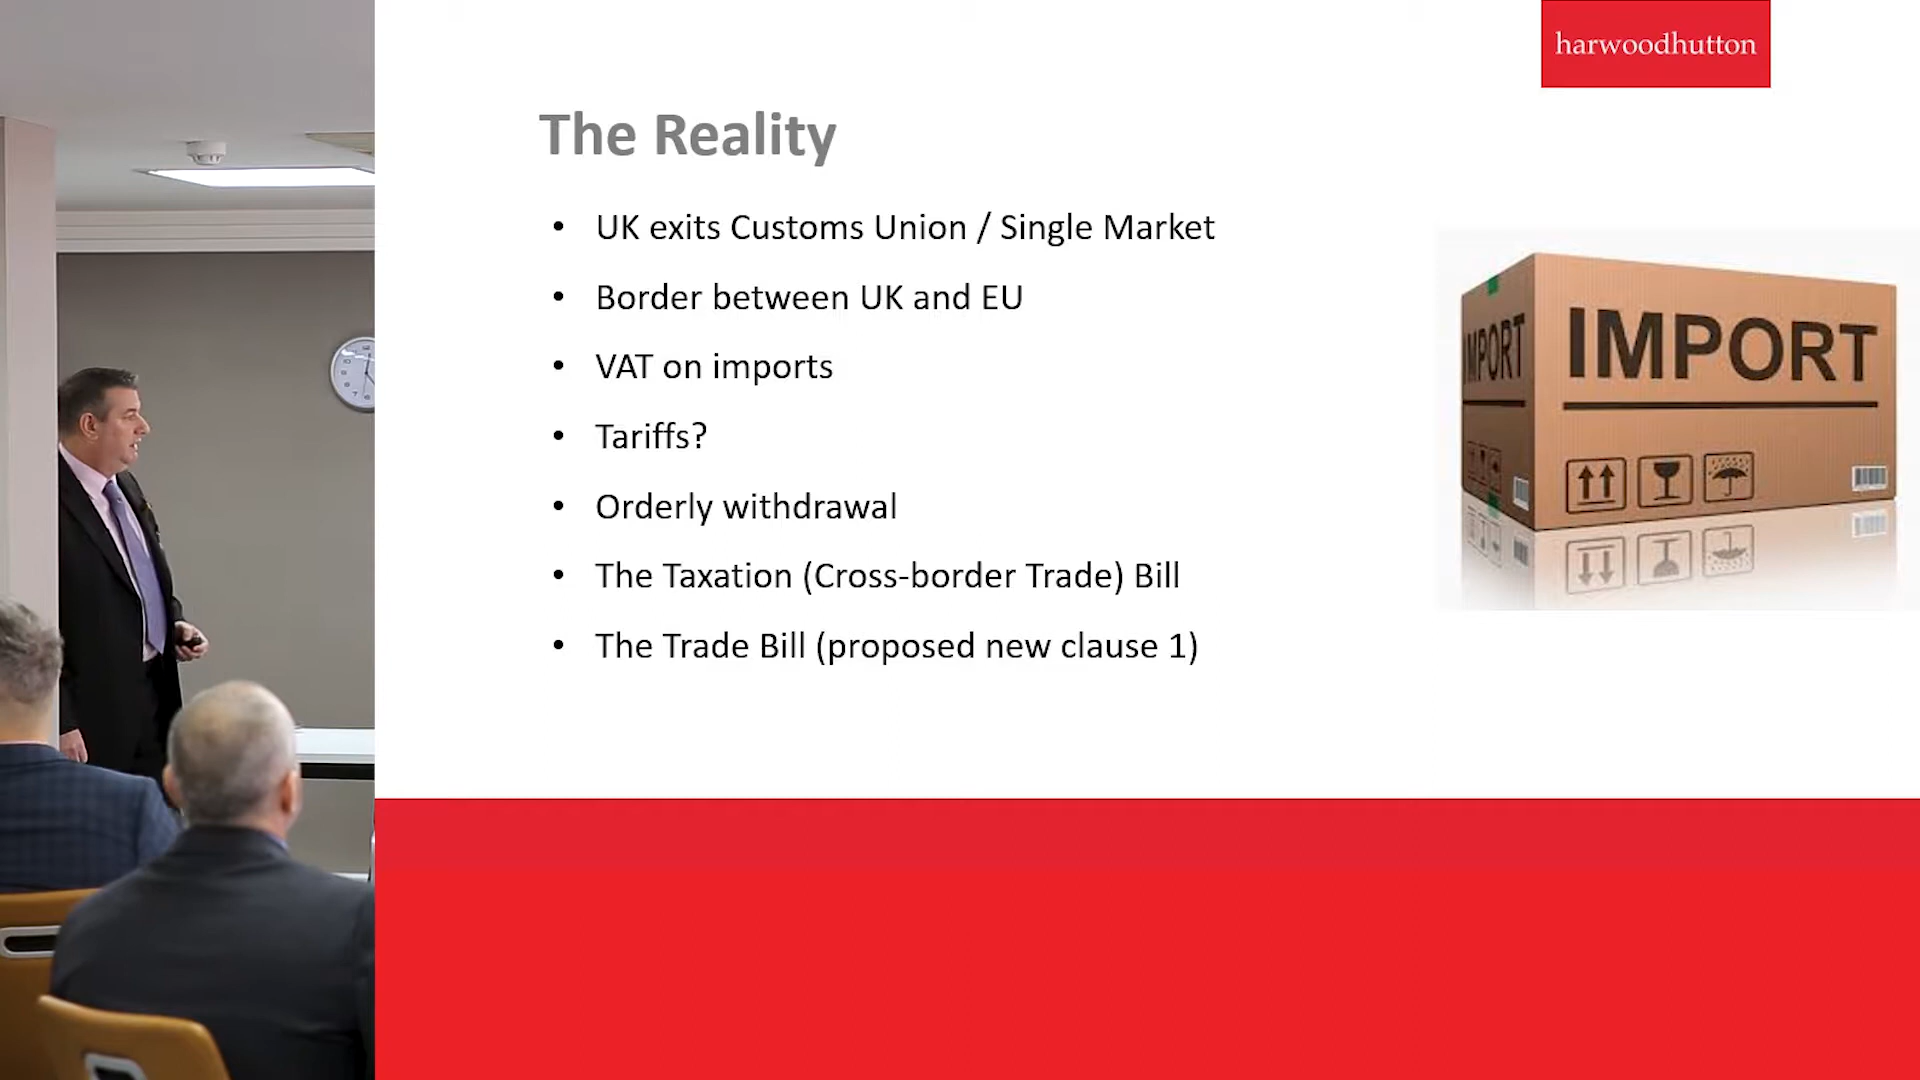 harwoodhutton
The Reality
• UK exits Customs Union / Single Market
• Border between UK and EU
• VAT on imports
• Tariffs?
• Orderly withdrawal
• The Taxation (Cross-border Trade) Bill
• The Trade Bill (proposed new clause 1)
IMPORT
IMPORT